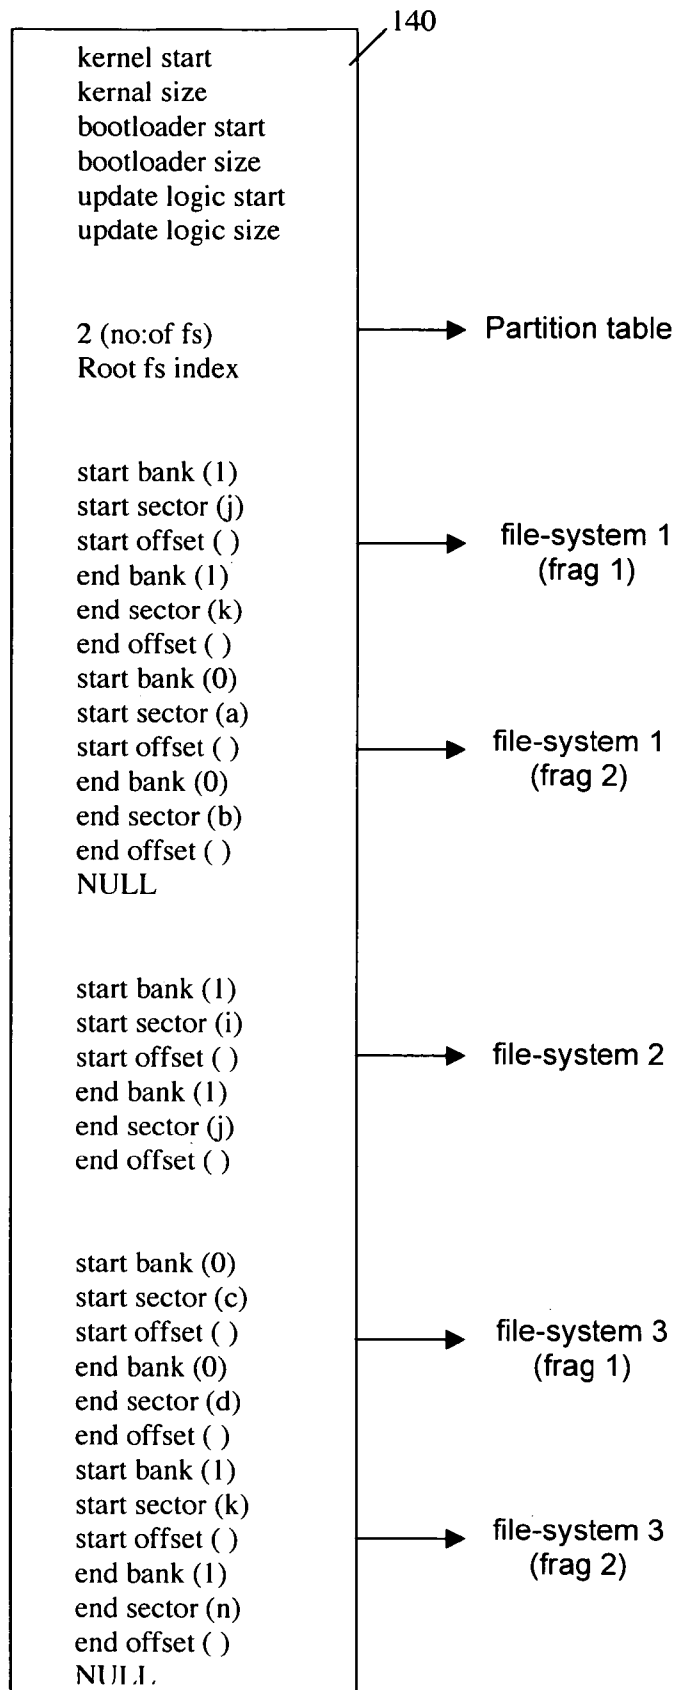 140
kernel start
kernal size
bootloader start
bootloader size
update logic start
update logic size
2 (no:of fs)
Root fs index
Partition table
start bank (1)
start sector (j)
start offset ( )
end bank (1)
end sector (k)
end offset ( )
file-system 1
(frag 1)
start bank (0)
start sector (a)
start offset ( )
end bank (0)
end sector (b)
end offset ( )
NULL
file-system 1
(frag 2)
start bank (1)
start sector (i)
start offset ( )
end bank (1)
end sector (j)
end offset ( )
file-system 2
start bank (0)
start sector (c)
start offset ( )
end bank (0)
end sector (d)
end offset ( )
file-system 3
(frag 1)
start bank (1)
start sector (k)
start offset ( )
end bank (1)
end sector (n)
end offset ( )
NULL
file-system 3
(frag 2)